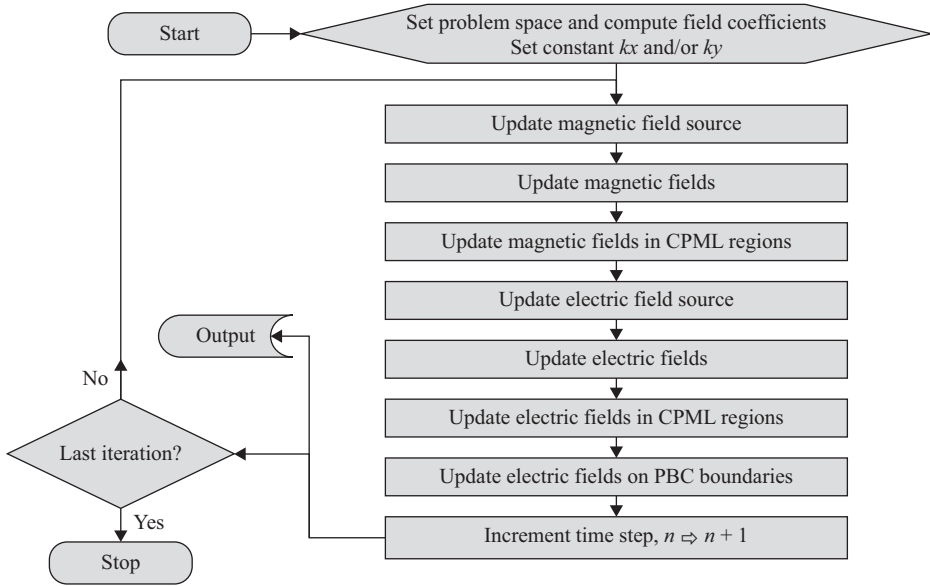 Start
Set problem space and compute field coefficients
Set constant kx and/or ky
Update magnetic field source
Update magnetic fields
Update magnetic fields in CPML regions
Update electric field source
Output
Update electric fields
No
Update electric fields in CPML regions
Last iteration?
Update electric fields on PBC boundaries
Yes
Increment time step, n ⇨ n + 1
Stop